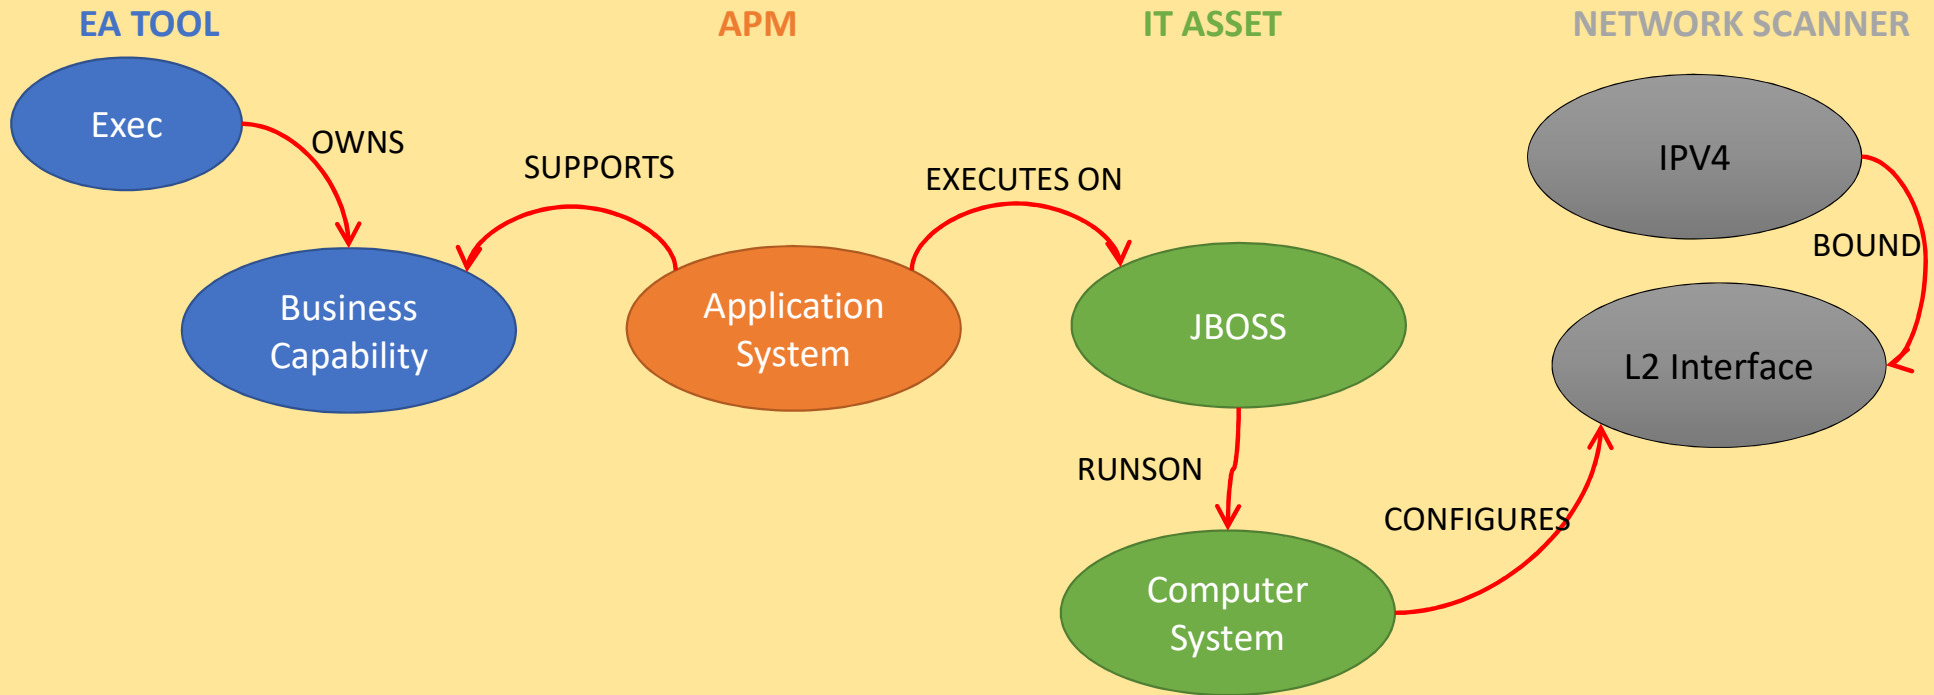 EA TOOL
APM
IT ASSET
NETWORK SCANNER
Exec
OWNS
SUPPORTS
EXECUTES ON
IPV4
BOUND
Business
Capability
Application
System
JBOSS
L2 Interface
RUNSON
CONFIGURES
Computer
System